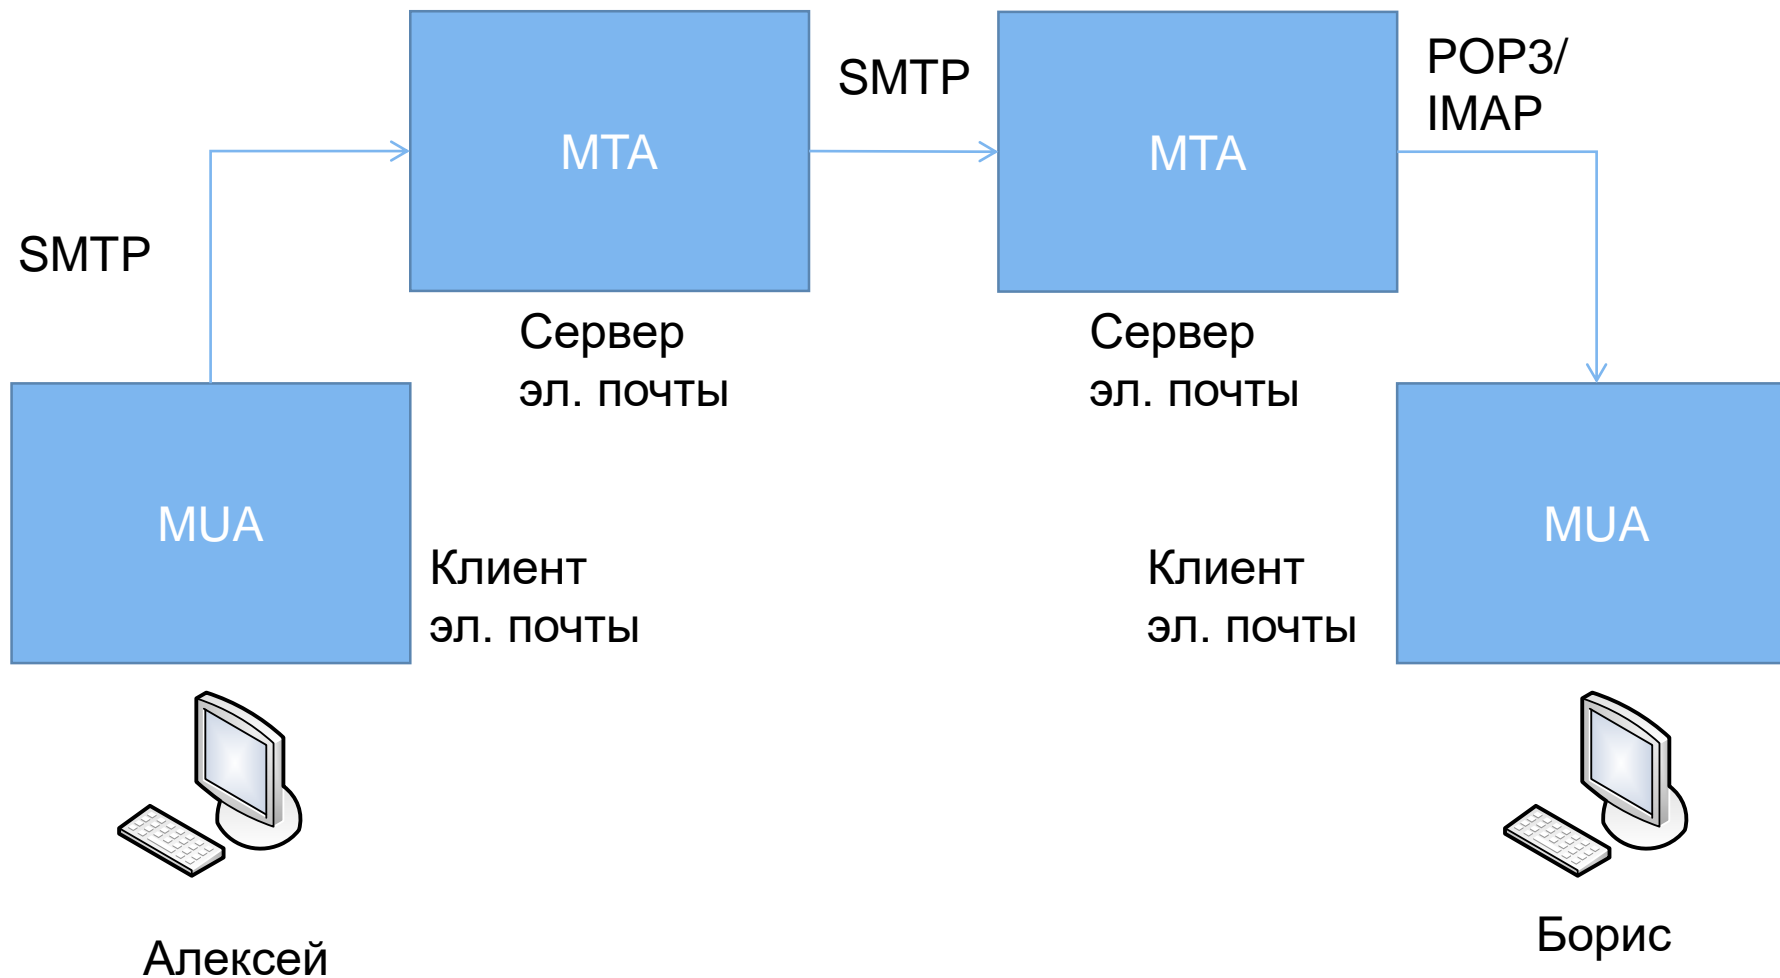 SMTP
POP3/
IMAP
MTA
MTA
SMTP
Сервер
эл. почты
Сервер
эл. почты
MUA
Клиент
эл. почты
Клиент
эл. почты
MUA
Алексей
Борис